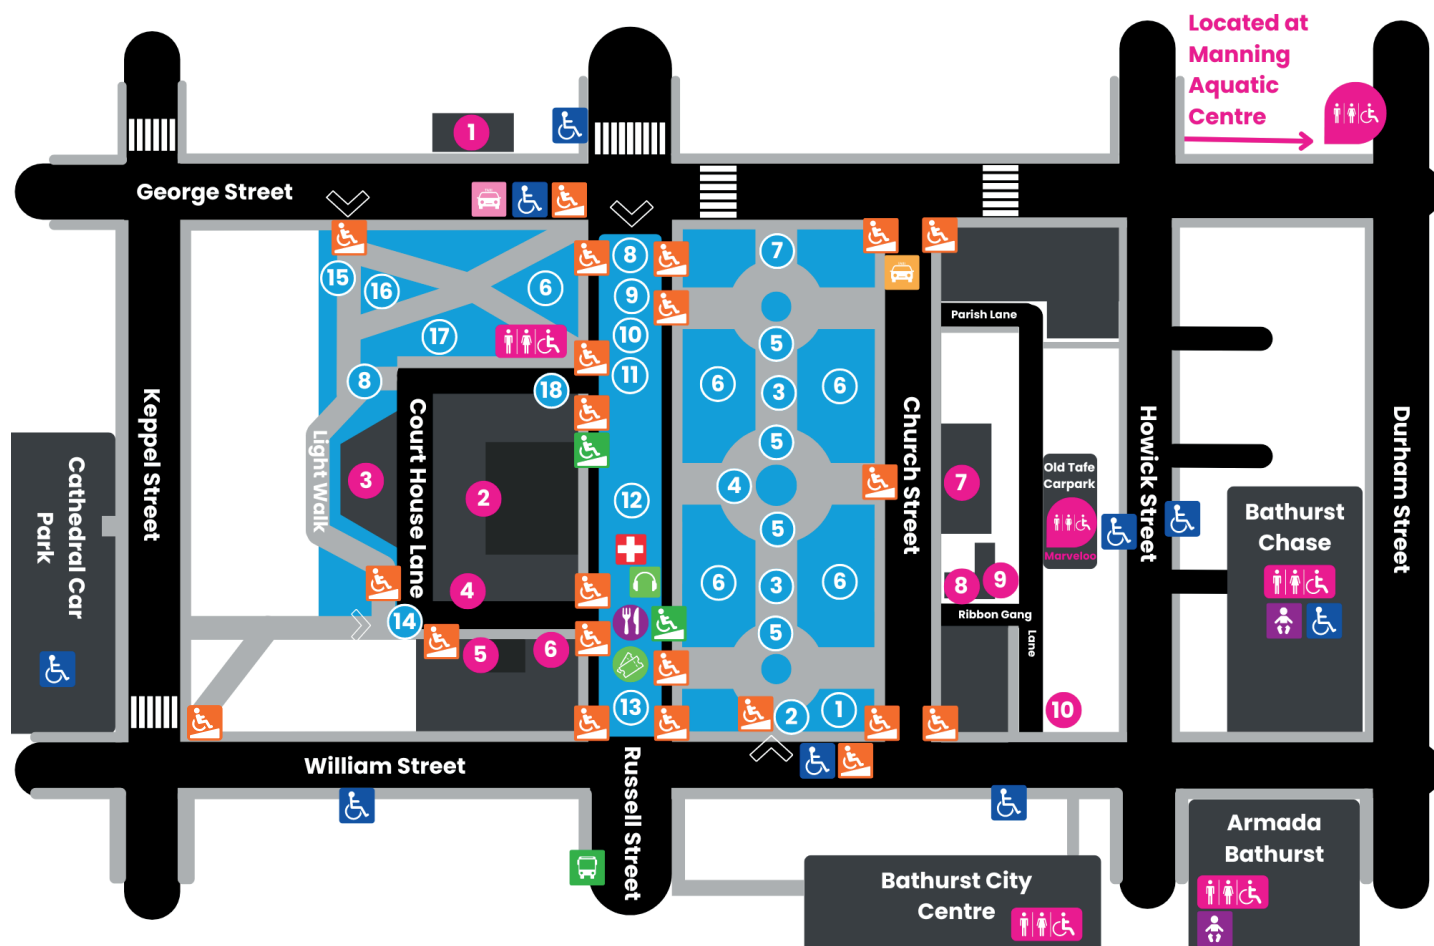 Located at
Manning
Aquatic
Centre
1
George Street
15
16
6
17
8
18
8
9
10
11
12
13
7
5
3
5
4
5
3
5
6
6
6
6
2
1
Parish Lane
Keppel Street
Light Walk
Court House Lane
3
2
4
14
5
6
Church Street
7
Old Tafe
Carpark
Marveloo
8
9
Ribbon Gang
Lane
10
Howick Street
Durham Street
Cathedral Car
Park
Bathurst
Chase
William Street
Russell Street
Bathurst City
Centre
Armada
Bathurst